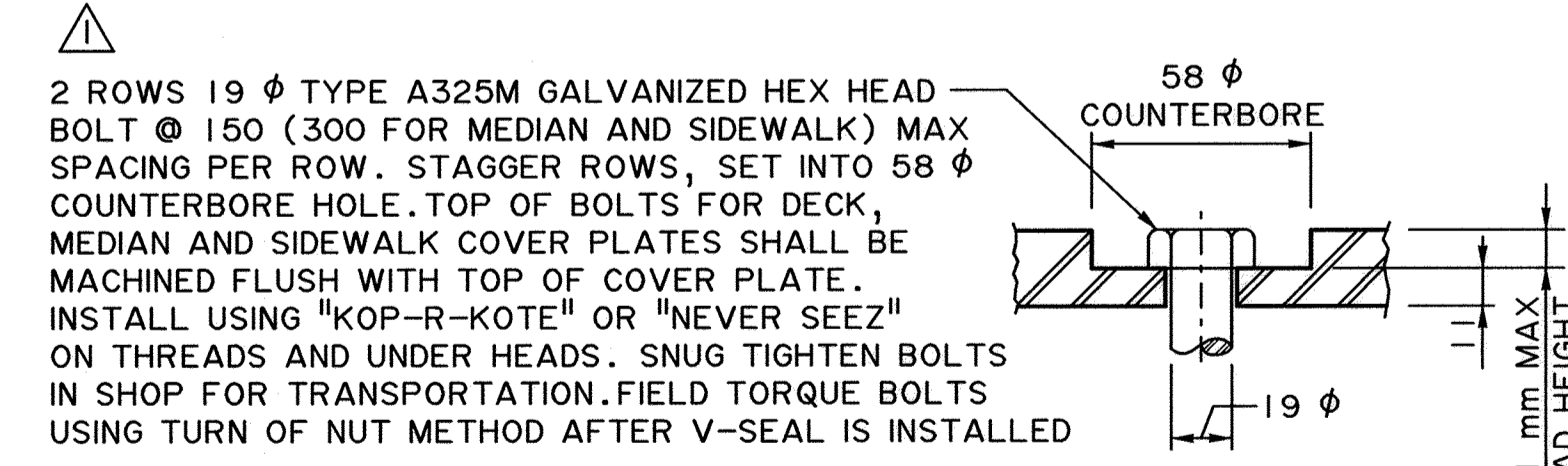 1
2 ROWS 19 ϕ TYPE A325M GALVANIZED HEX HEAD
BOLT @ 150 (300 FOR MEDIAN AND SIDEWALK) MAX
SPACING PER ROW. STAGGER ROWS, SET INTO 58 ϕ
COUNTERBORE HOLE. TOP OF BOLTS FOR DECK,
MEDIAN AND SIDEWALK COVER PLATES SHALL BE
MACHINED FLUSH WITH TOP OF COVER PLATE.
INSTALL USING "KOP-R-KOTE" OR "NEVER SEEZ"
ON THREADS AND UNDER HEADS. SNUG TIGHTEN BOLTS
IN SHOP FOR TRANSPORTATION. FIELD TORQUE BOLTS
USING TURN OF NUT METHOD AFTER V-SEAL IS INSTALLED
58 ϕ
COUNTERBORE
11
mm MAX
HEIGHT
19 ϕ